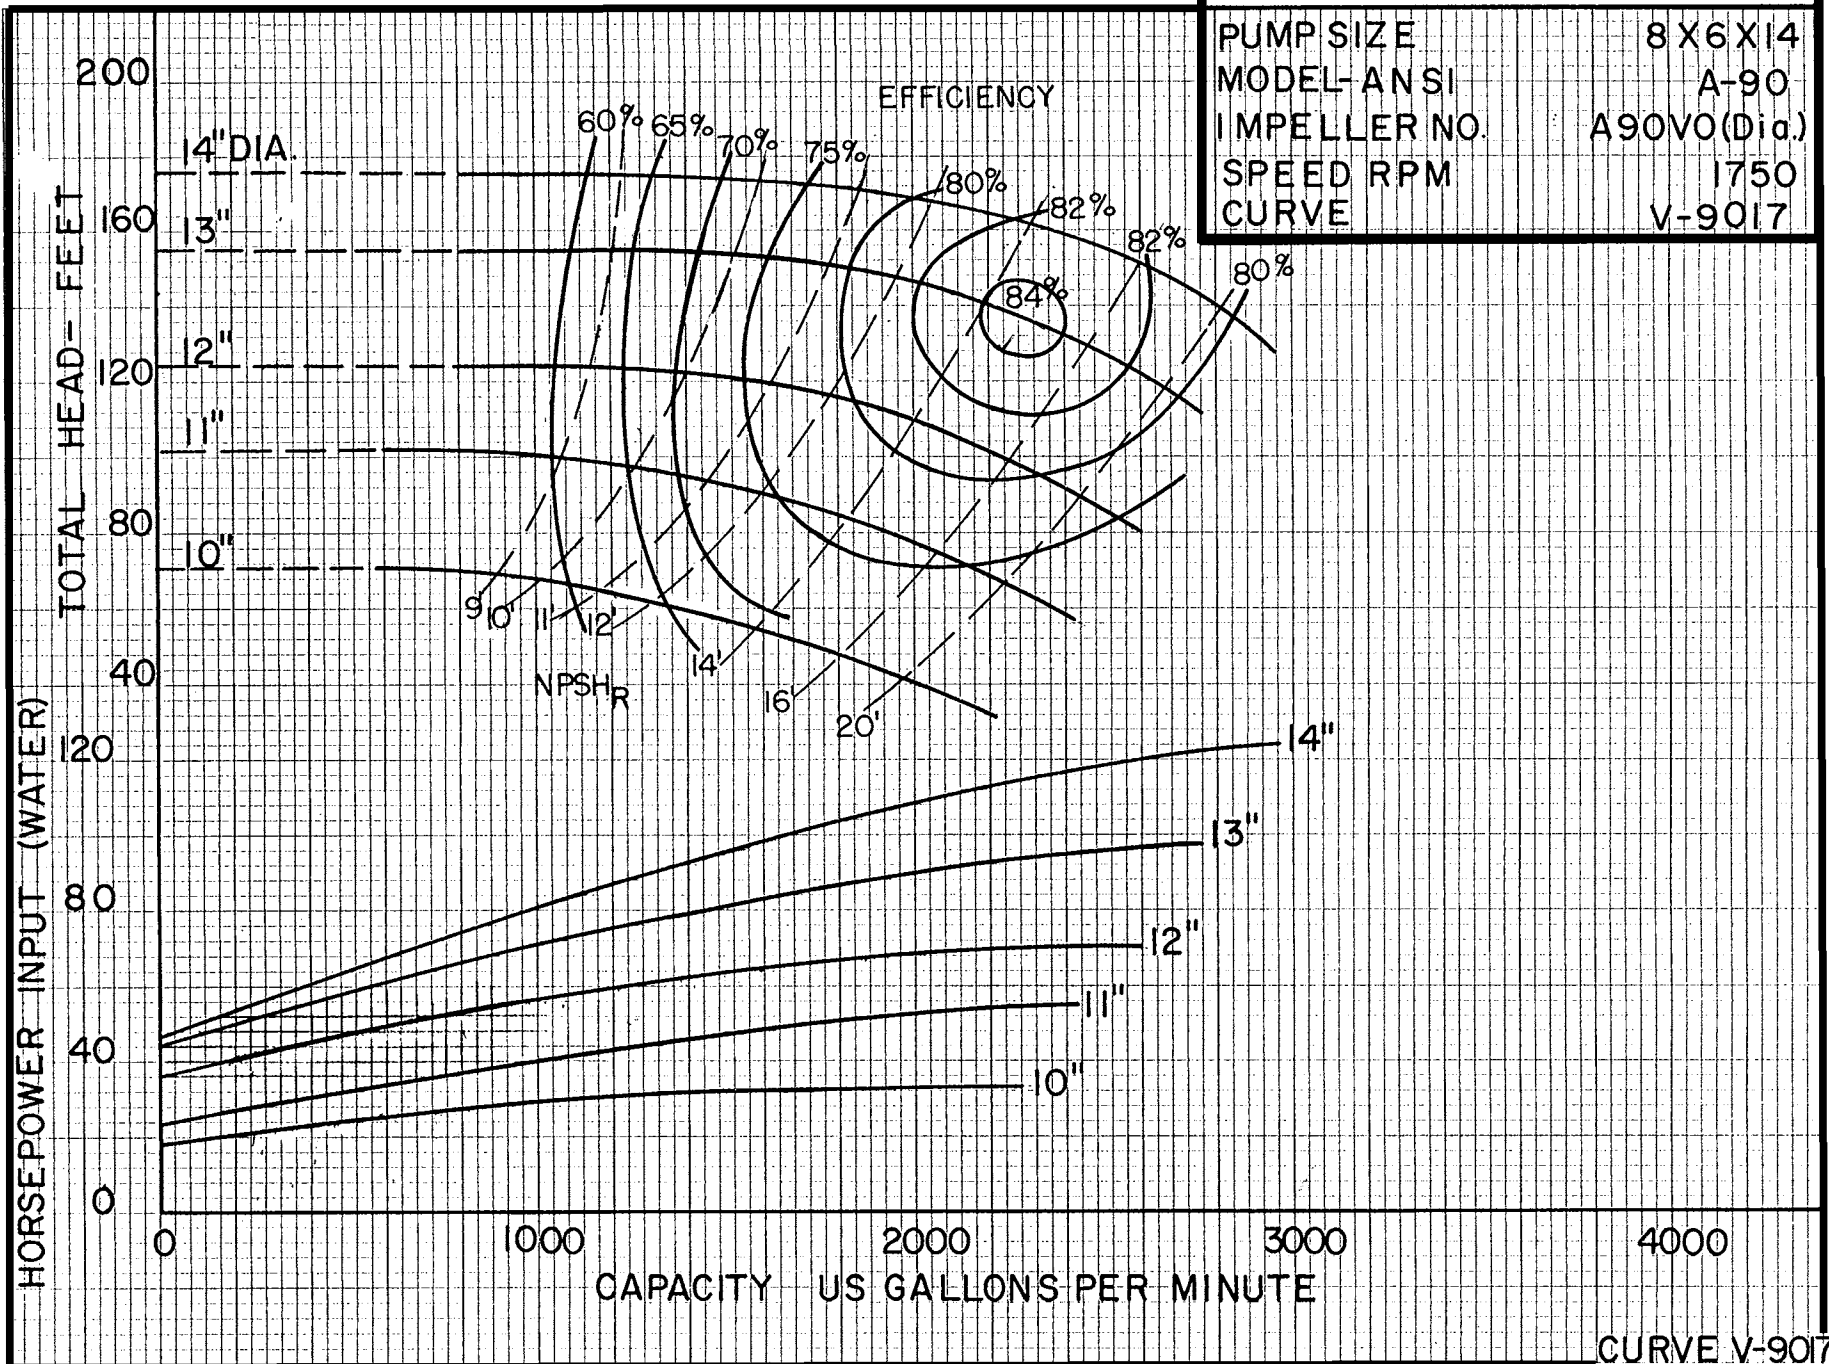 PUMP SIZE 8X6X14
MODEL-ANSI A-90
IMPELLER NO. A90VO(Dia.)
SPEED RPM 1750
CURVE V-9017
EFFICIENCY
60% 65% 70% 75% 80% 82% 82% 80% 84%
TOTAL HEAD-FEET
200
160
120
80
40
14" DIA.
13"
12"
11"
10"
9' 10' 11' 12' 14' 16' 20'
NPSHR
HORSEPOWER INPUT (WATER)
120
80
40
0
14"
13"
12"
11"
10"
0 1000 2000 3000 4000
CAPACITY US GALLONS PER MINUTE
CURVE V-9017